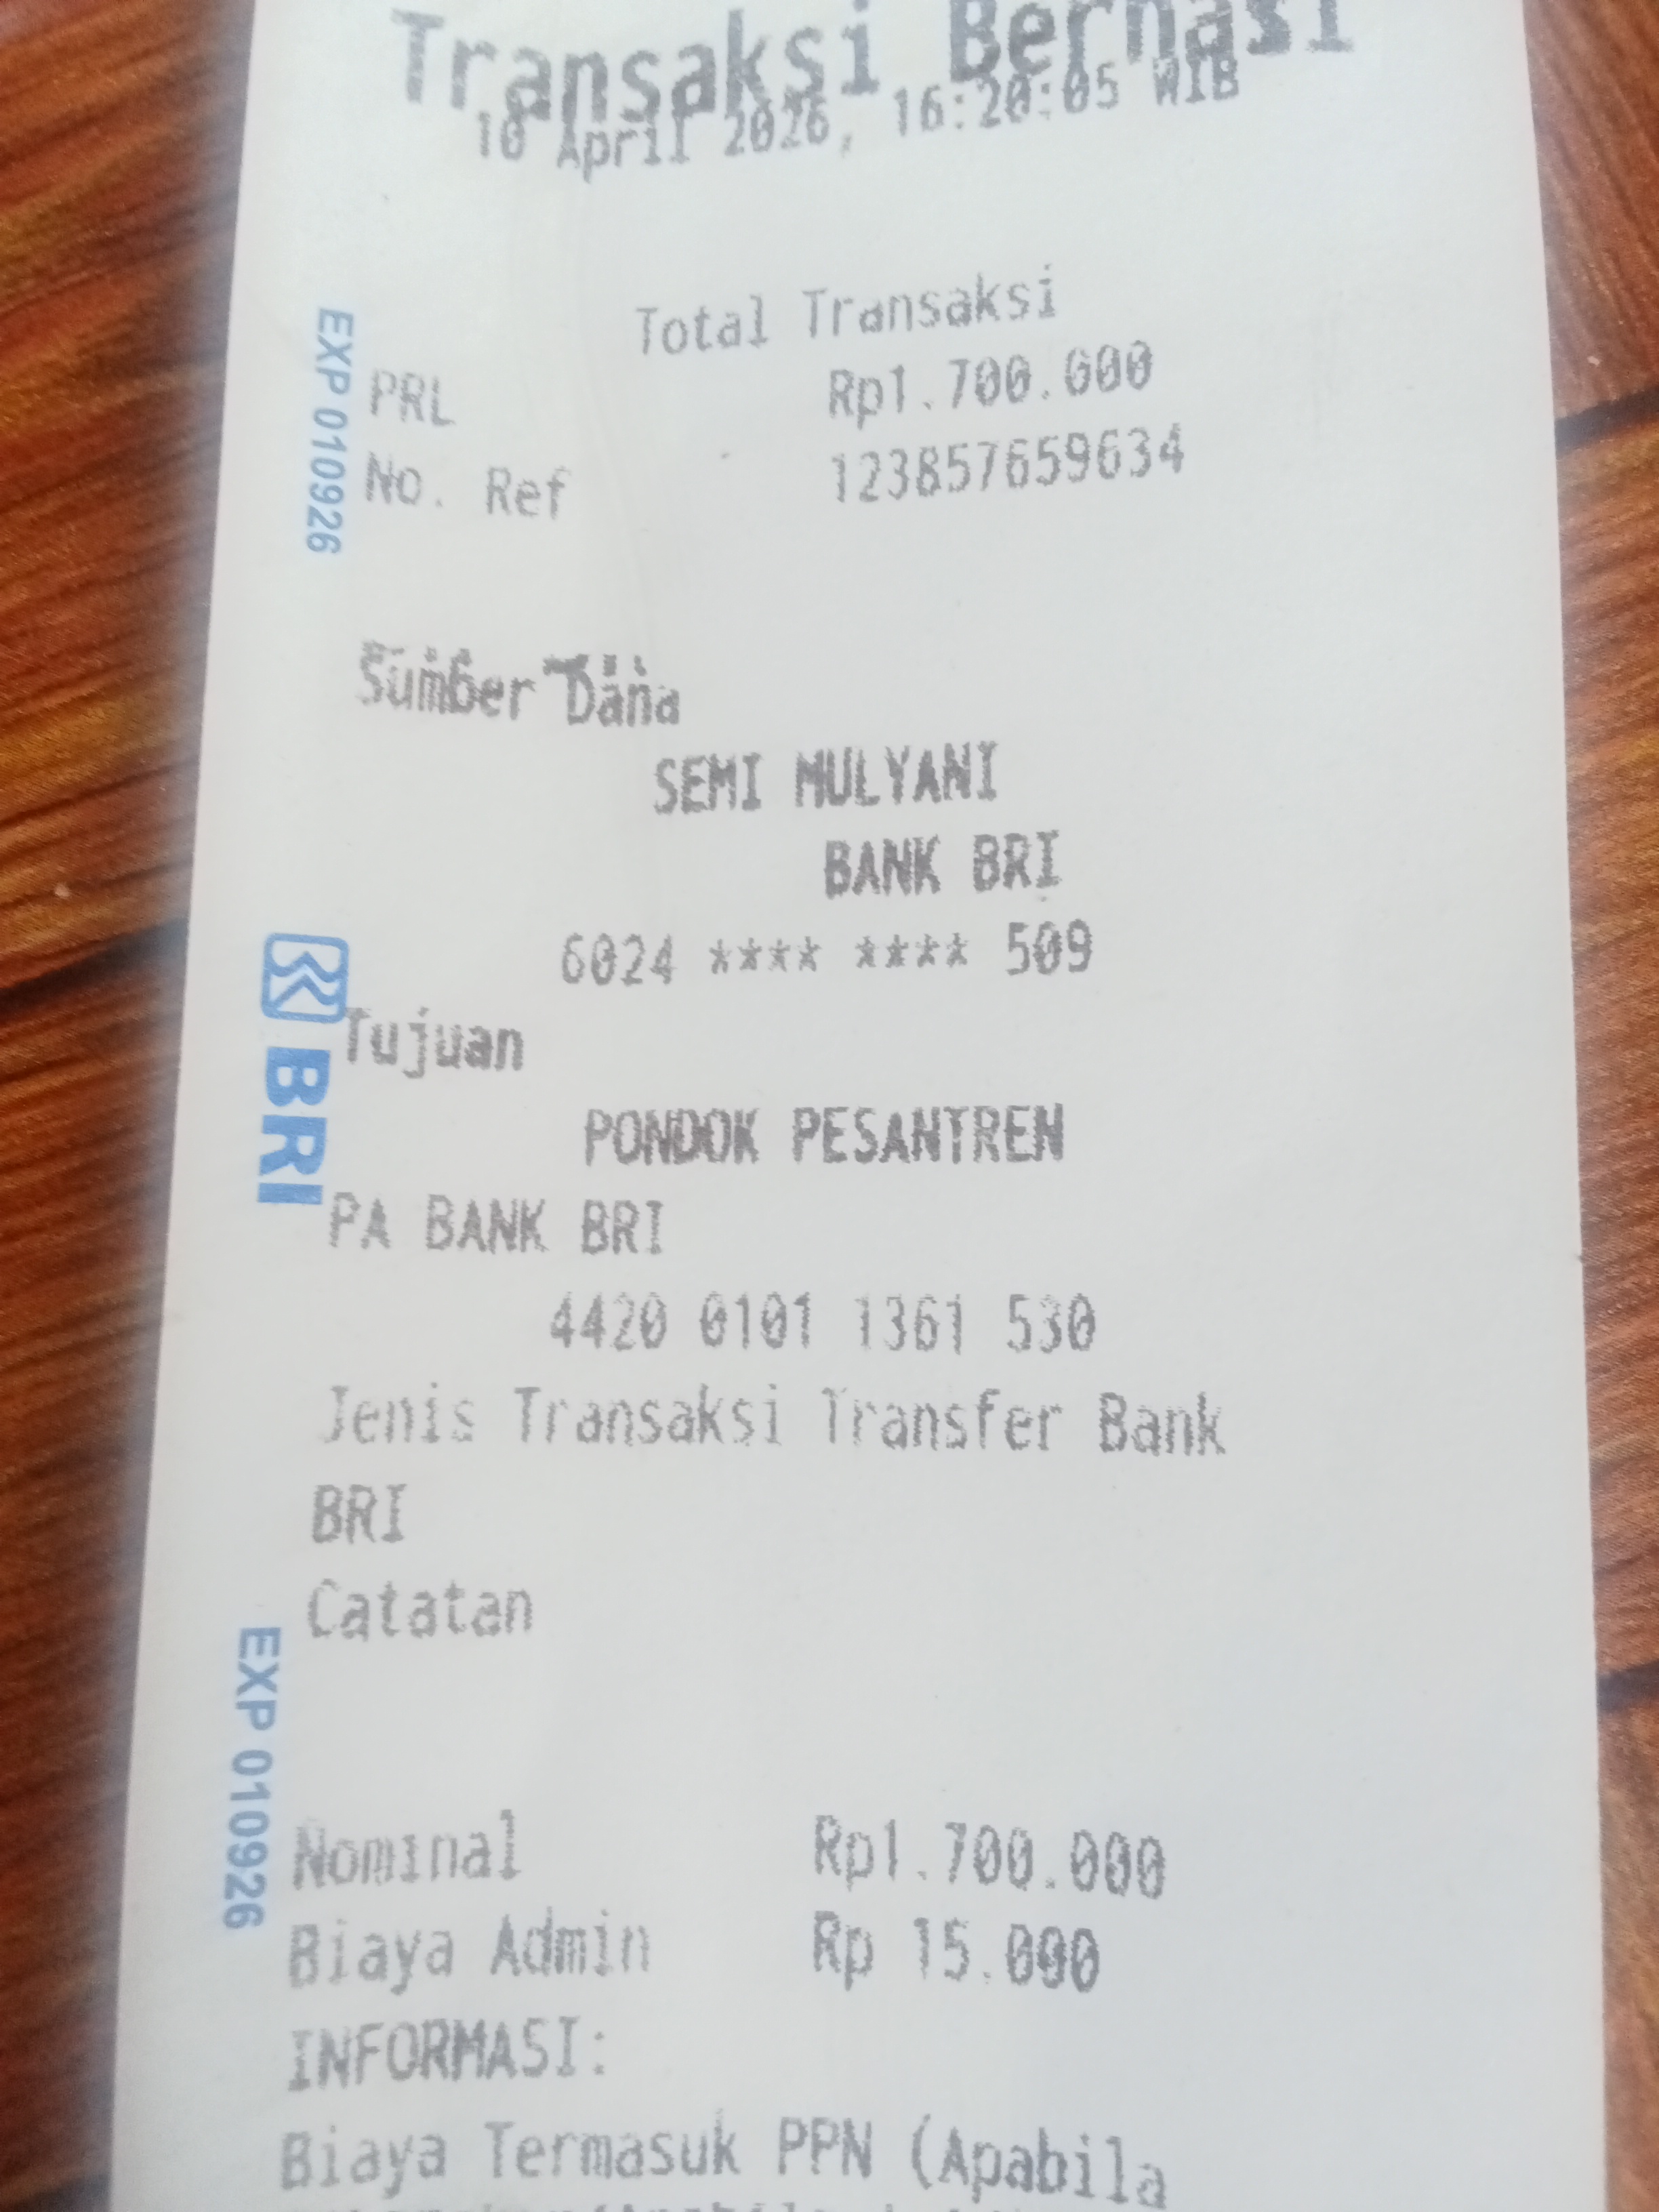 Transaksi Berhasi
10 April 2026, 16:20:05 WIB
Total Transaksi
PRL Rp1.700.000
No. Ref 123857659634
EXP 010926
Sumber Dana
SEMI MULYANI
BANK BRI
6024 **** **** 509
BRI
Tujuan
PONDOK PESANTREN
PA BANK BRI
4420 0101 1361 530
Jenis Transaksi Transfer Bank
BRI
Catatan
EXP 010926
Nominal Rp1.700.000
Biaya Admin Rp 15.000
INFORMASI:
Biaya Termasuk PPN (Apabila